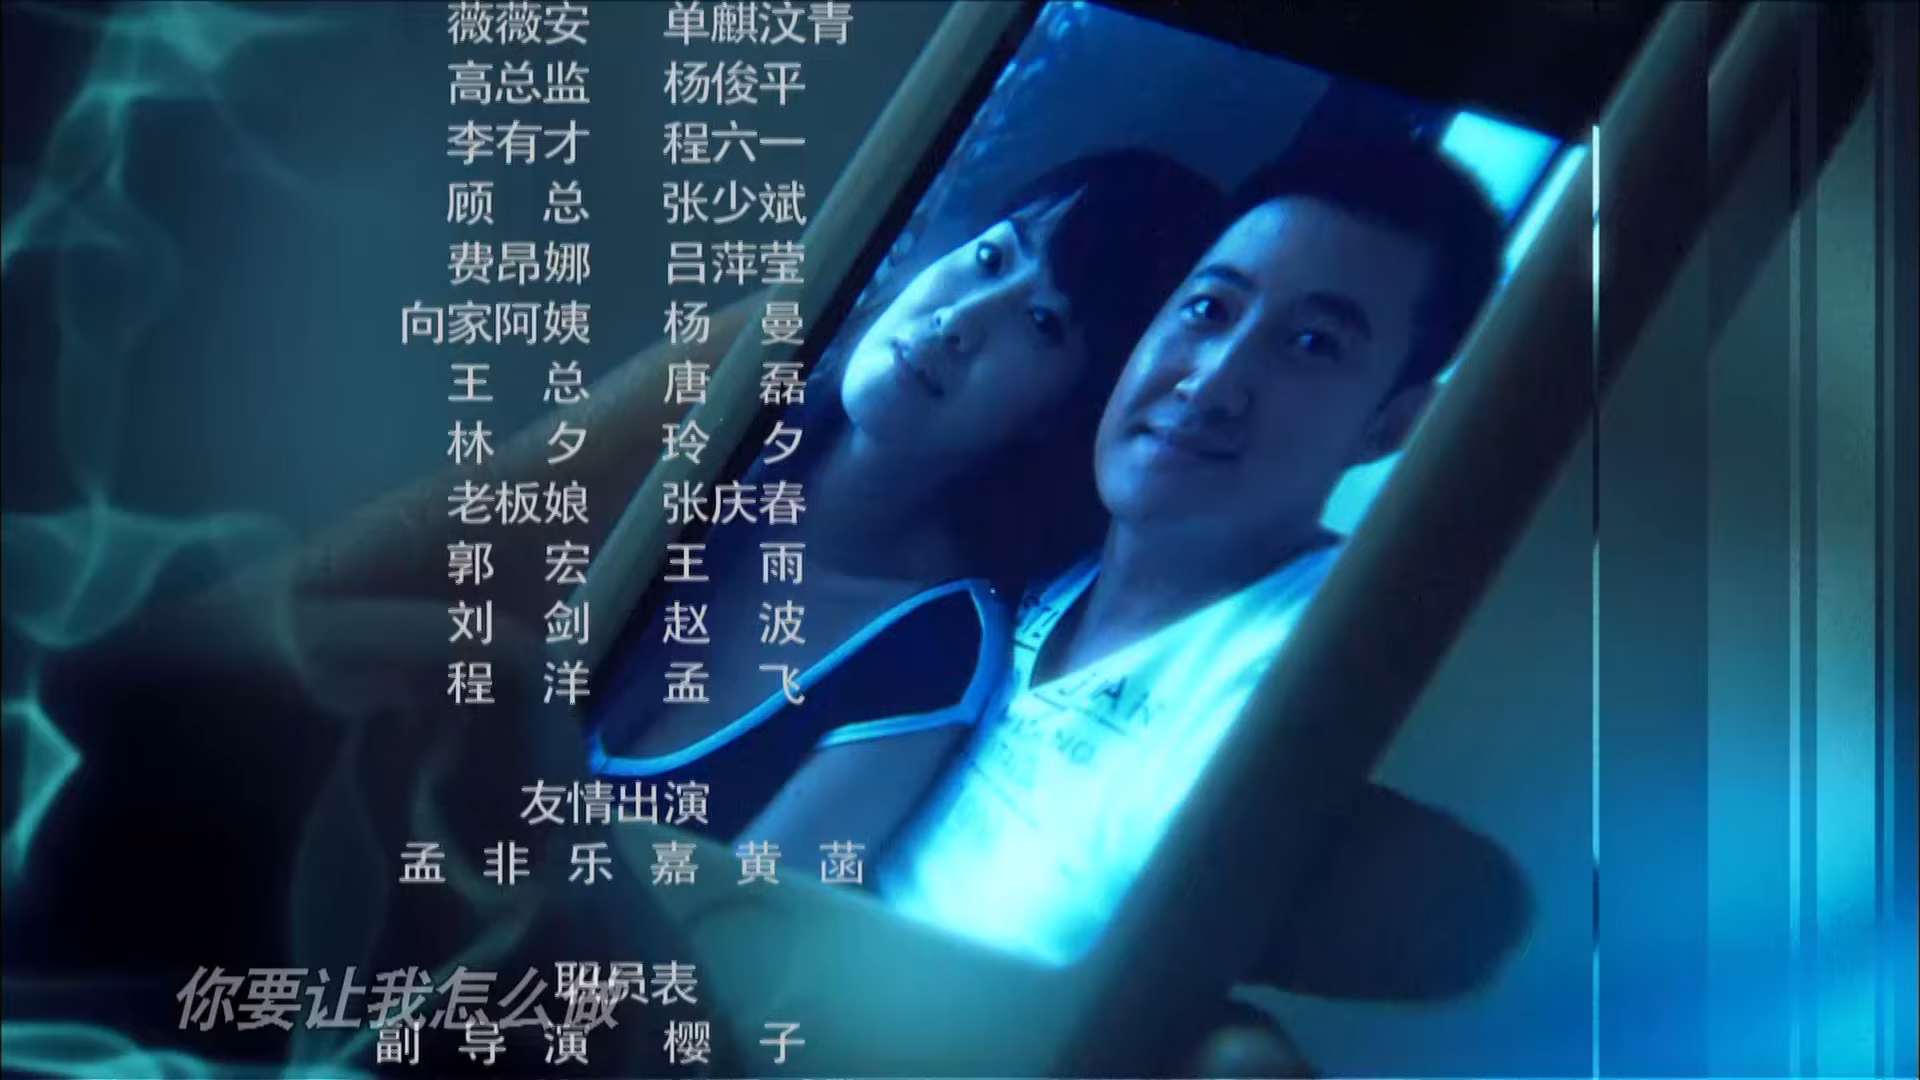 薇薇安 单麒汶青
高总监 杨俊平
李有才 程六一
顾 总 张少斌
费昂娜 吕萍莹
向家阿姨 杨 曼
王 总 唐 磊
林 夕 玲 夕
老板娘 张庆春
郭 宏 王 雨
刘 剑 赵 波
程 洋 孟 飞
友情出演
孟 非 乐 嘉 黄 菡
职员表
你要让我怎么做
副 导 演 樱 子